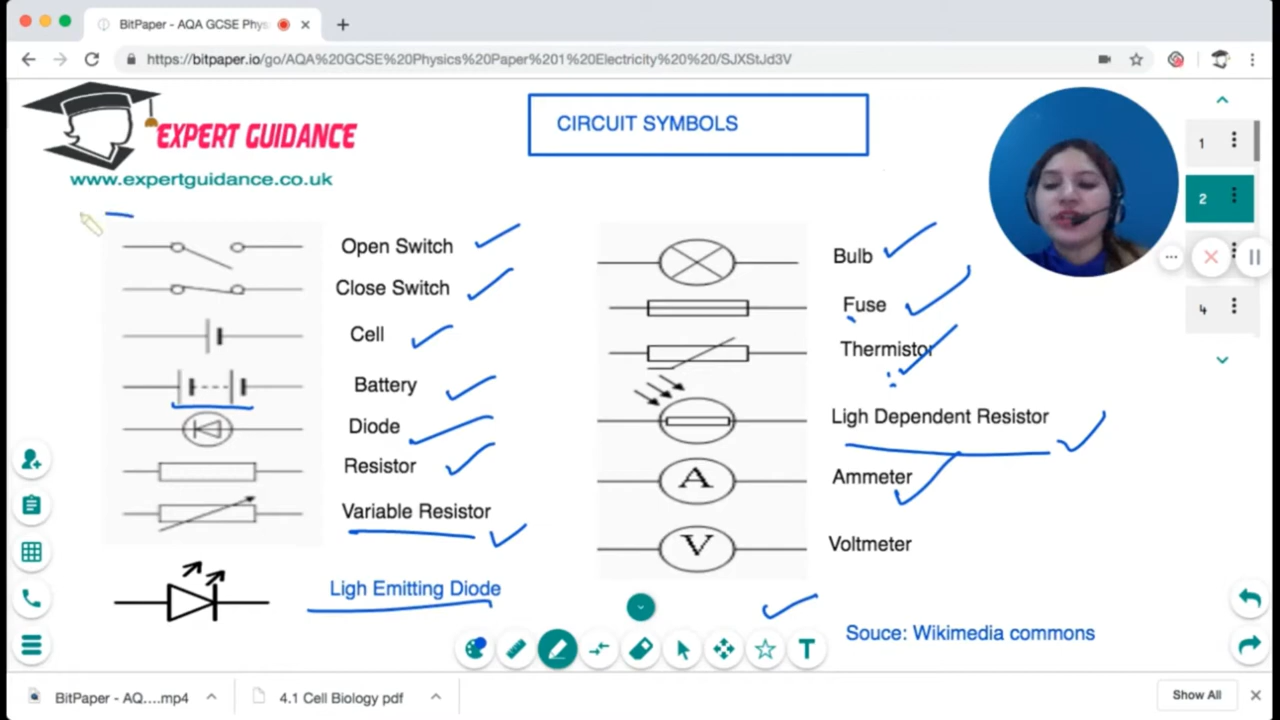 BitPaper - AQA GCSE Phys
https://bitpaper.io/go/AQA%20GCSE%20Physics%20Paper%201%20Electricity%20%20/SJXStJd3V
EXPERT GUIDANCE
www.expertguidance.co.uk
CIRCUIT SYMBOLS
1
2
4
Open Switch
Close Switch
Cell
Battery
Diode
Resistor
Variable Resistor
Ligh Emitting Diode
Bulb
Fuse
Thermistor
Ligh Dependent Resistor
A
Ammeter
V
Voltmeter
Souce: Wikimedia commons
T
BitPaper - AQ....mp4
4.1 Cell Biology pdf
Show All